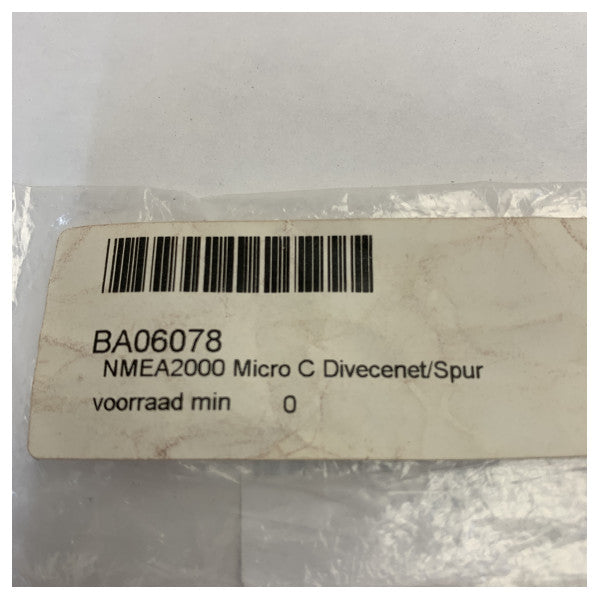 BA06078
NMEA2000 Micro C Divecenet/Spur
voorraad min 0